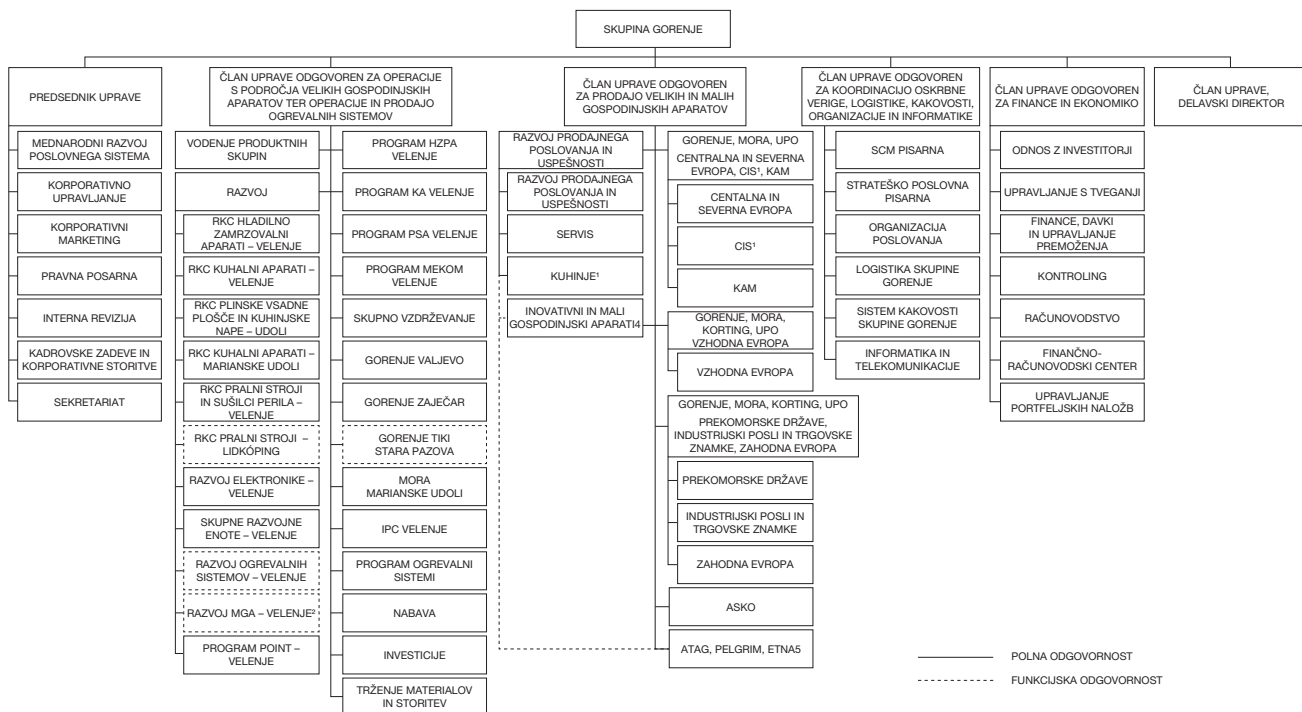 SKUPINA GORENJE
PREDSEDNIK UPRAVE
MEDNARODNI RAZVOJ
POSLOVNEGA SISTEMA
KORPORATIVNO
UPRAVLJANJE
KORPORATIVNI
MARKETING
PRAVNA POSARNA
INTERNA REVIZIJA
KADROVSKE ZADEVE IN
KORPORATIVNE STORITVE
SEKRETARIAT
ČLAN UPRAVE ODGOVOREN ZA OPERACIJE
S PODROČJA VELIKIH GOSPODINJSKIH
APARATOV TER OPERACIJE IN PRODAJO
OGREVALNIH SISTEMOV
VODENJE PRODUKTNIH
SKUPIN
RAZVOJ
RKC HLADILNO
ZAMRZOVALNI
APARATI – VELENJE
RKC KUHALNI APARATI –
VELENJE
RKC PLINSKE VSADNE
PLOŠČE IN KUHINJSKE
NAPE – UDOLI
RKC KUHALNI APARATI –
MARIANSKE UDOLI
RKC PRALNI STROJI
IN SUŠILCI PERILA –
VELENJE
RKC PRALNI STROJI –
LIDKÓPING
RAZVOJ ELEKTRONIKE –
VELENJE
SKUPNE RAZVOJNE
ENOTE – VELENJE
RAZVOJ OGREVALNIH
SISTEMOV – VELENJE
RAZVOJ MGA – VELENJE²
PROGRAM POINT –
VELENJE
PROGRAM HZPA
VELENJE
PROGRAM KA VELENJE
PROGRAM PSA VELENJE
PROGRAM MEKOM
VELENJE
SKUPNO VZDRŽEVANJE
GORENJE VALJEVO
GORENJE ZAJEČAR
GORENJE TIKI
STARA PAZOVA
MORA
MARIANSKE UDOLI
IPC VELENJE
PROGRAM OGREVALNI
SISTEMI
NABAVA
INVESTICIJE
TRŽENJE MATERIALOV
IN STORITEV
ČLAN UPRAVE ODGOVOREN
ZA PRODAJO VELIKIH IN MALIH
GOSPODINJSKIH APARATOV
RAZVOJ PRODAJNEGA
POSLOVANJA IN
USPEŠNOSTI
RAZVOJ PRODAJNEGA
POSLOVANJA IN
USPEŠNOSTI
SERVIS
KUHINJE¹
INOVATIVNI IN MALI
GOSPODINJSKI APARATI4
GORENJE, MORA, UPO
CENTRALNA IN SEVERNA
EVROPA, CIS¹, KAM
CENTALNA IN
SEVERNA EVROPA
CIS¹
KAM
GORENJE, MORA,
KORTING, UPO
VZHODNA EVROPA
VZHODNA EVROPA
GORENJE, MORA, KORTING, UPO
PREKOMORSKE DRŽAVE,
INDUSTRIJSKI POSLI IN TRGOVSKE
ZNAMKE, ZAHODNA EVROPA
PREKOMORSKE DRŽAVE
INDUSTRIJSKI POSLI IN
TRGOVSKE ZNAMKE
ZAHODNA EVROPA
ASKO
ATAG, PELGRIM, ETNA5
ČLAN UPRAVE ODGOVOREN
ZA KOORDINACIJO OSKRBNE
VERIGE, LOGISTIKE, KAKOVOSTI,
ORGANIZACIJE IN INFORMATIKE
SCM PISARNA
STRATEŠKO POSLOVNA
PISARNA
ORGANIZACIJA
POSLOVANJA
LOGISTIKA SKUPINE
GORENJE
SISTEM KAKOVOSTI
SKUPINE GORENJE
INFORMATIKA IN
TELEKOMUNIKACIJE
ČLAN UPRAVE ODGOVOREN
ZA FINANCE IN EKONOMIKO
ODNOS Z INVESTITORJI
UPRAVLJANJE S TVEGANJI
FINANCE, DAVKI
IN UPRAVLJANJE
PREMOŽENJA
KONTROLING
RAČUNOVODSTVO
FINANČNO-
RAČUNOVODSKI CENTER
UPRAVLJANJE
PORTFELJSKIH NALOŽB
ČLAN UPRAVE,
DELAVSKI DIREKTOR
POLNA ODGOVORNOST
FUNKCIJSKA ODGOVORNOST